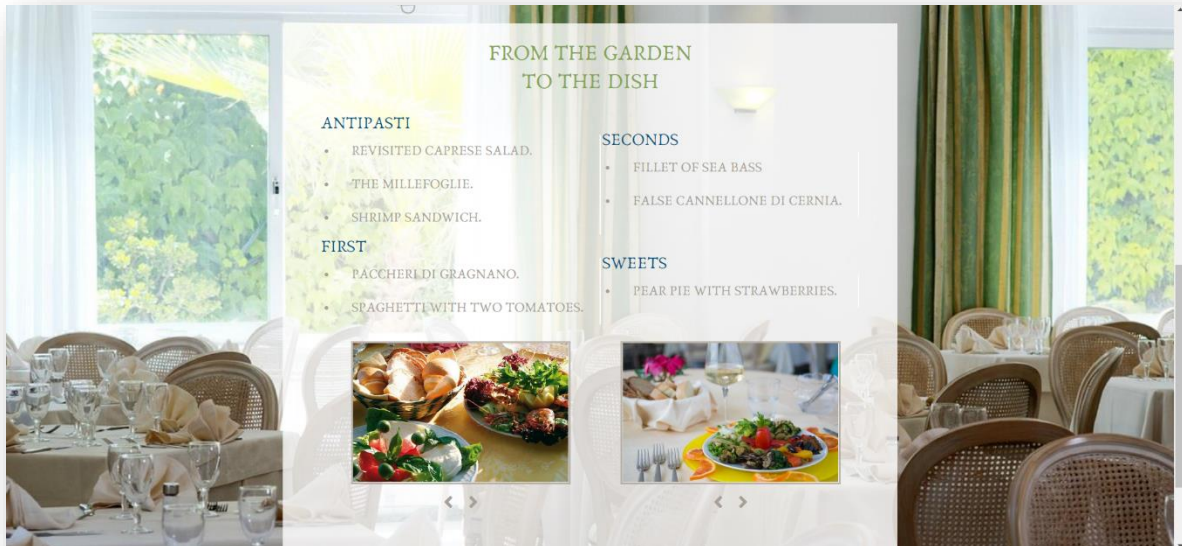 FROM THE GARDEN
TO THE DISH
ANTIPASTI
• REVISITED CAPRESE SALAD.
• THE MILLEFOGLIE.
• SHRIMP SANDWICH.
FIRST
• PACCHERI DI GRAGNANO.
• SPAGHETTI WITH TWO TOMATOES.
SECONDS
• FILLET OF SEA BASS
• FALSE CANNELLONE DI CERNIA.
SWEETS
• PEAR PIE WITH STRAWBERRIES.